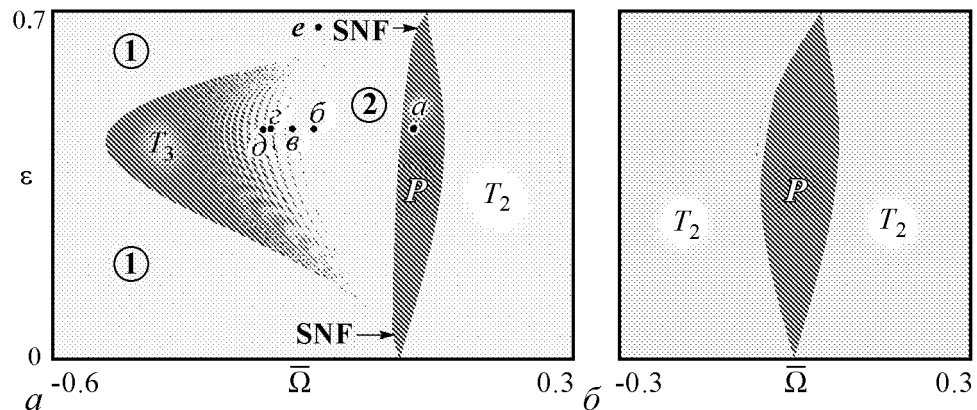 0.7
e • SNF
1
2
a
б
T₃
д г в
ε
P
T₂
P
T₂
T₂
1
SNF
0
-0.6
Ω̅
0.3
-0.3
Ω̅
0.3
а
б